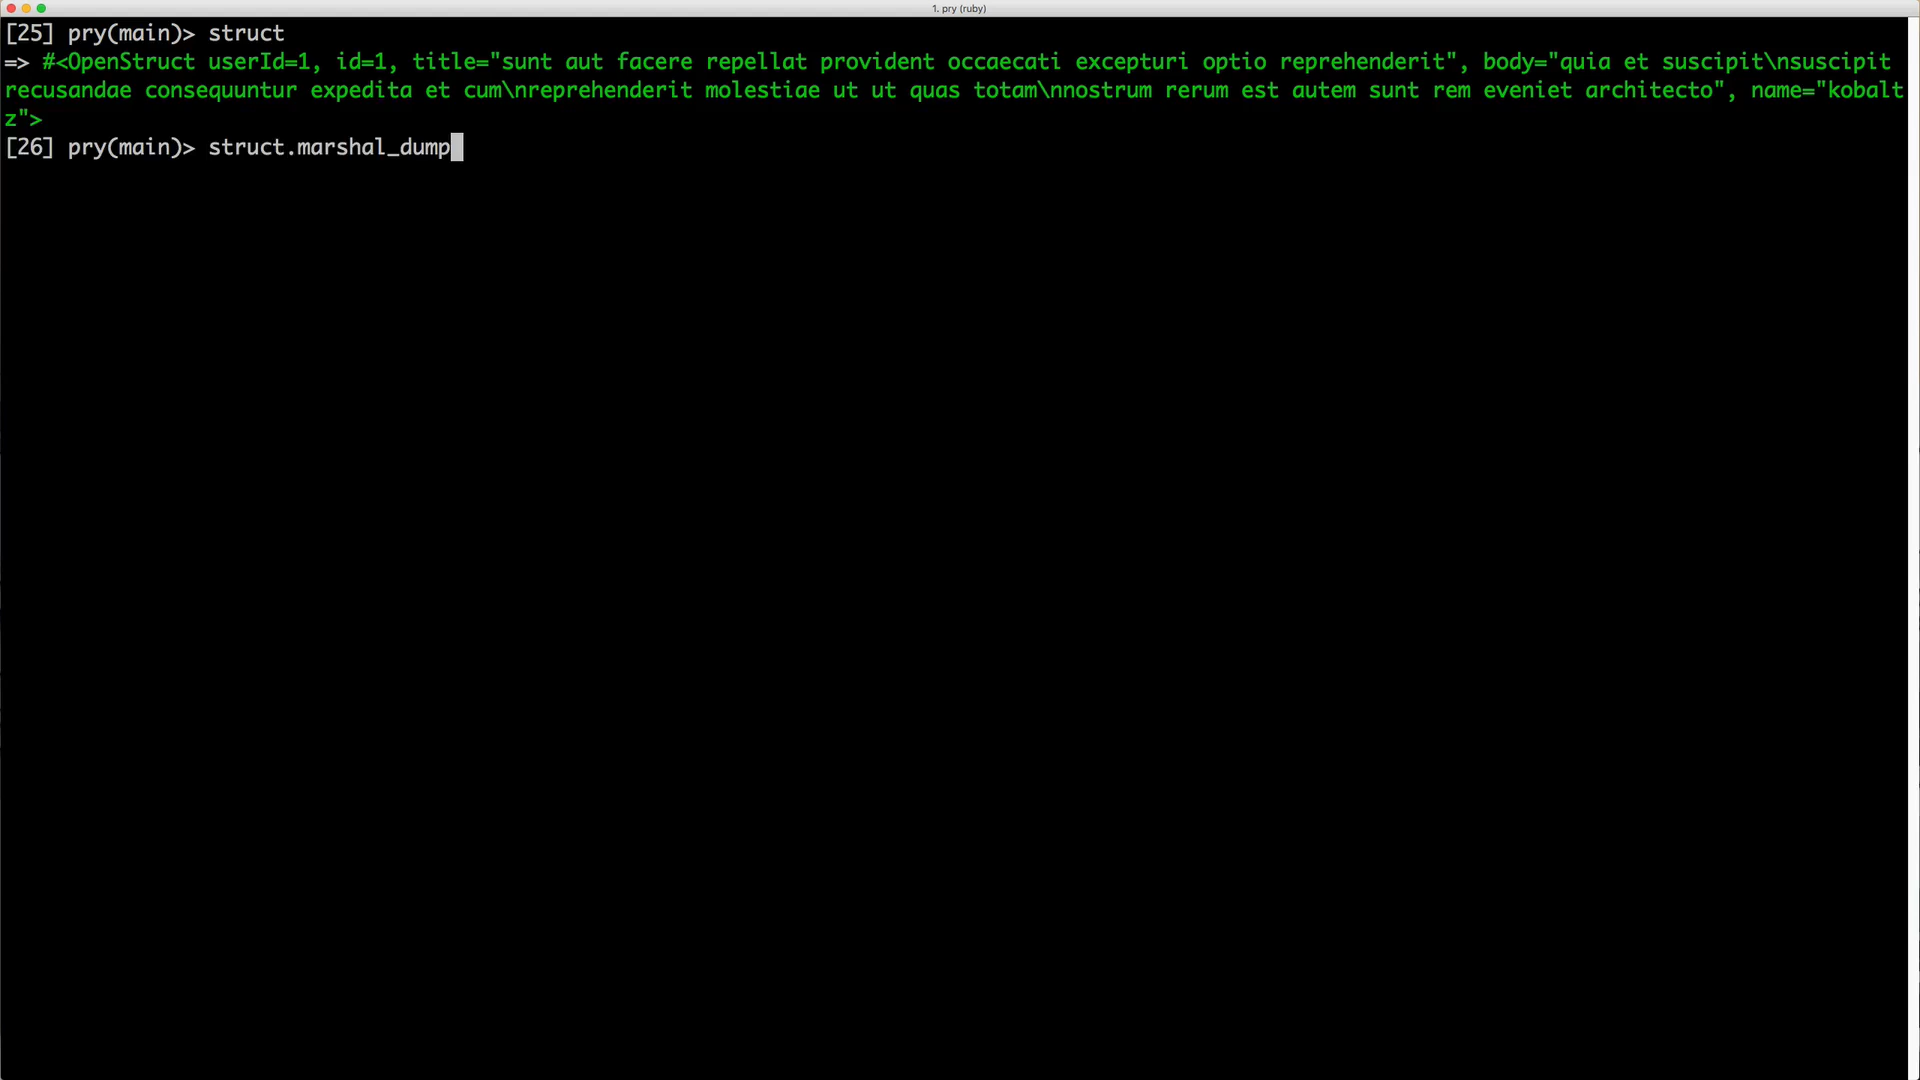 1. pry (ruby)
[25] pry(main)> struct
=> #<OpenStruct userId=1, id=1, title="sunt aut facere repellat provident occaecati excepturi optio reprehenderit", body="quia et suscipit\nsuscipit
recusandae consequuntur expedita et cum\nreprehenderit molestiae ut ut quas totam\nnostrum rerum est autem sunt rem eveniet architecto", name="kobalt
z">
[26] pry(main)> struct.marshal_dump